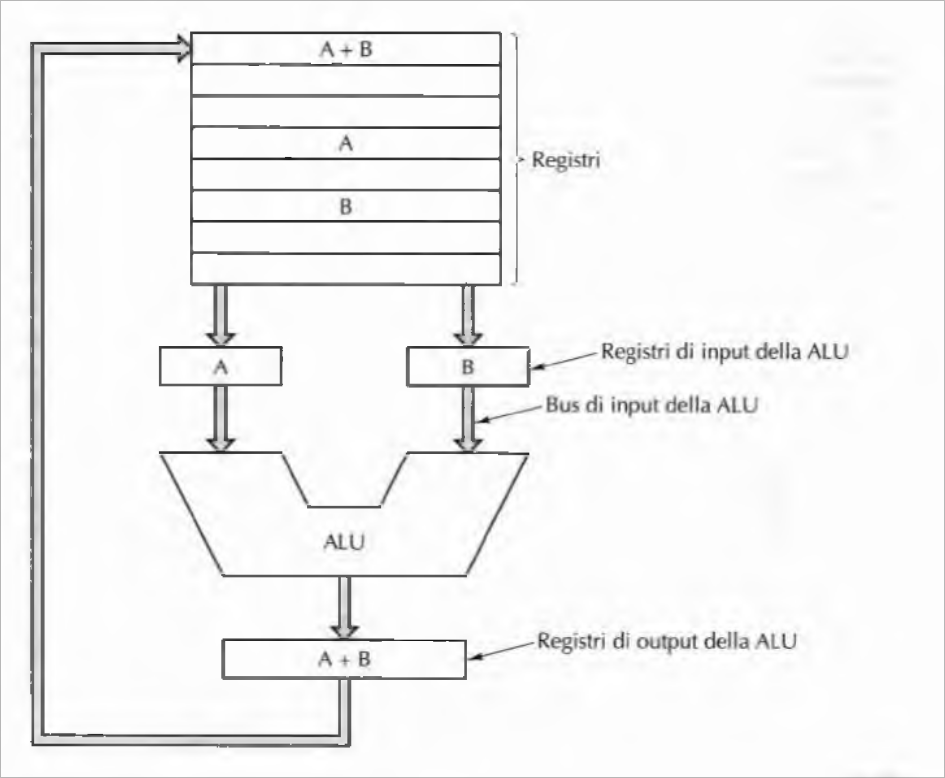 A + B
A
Registri
B
A
B
Registri di input della ALU
Bus di input della ALU
ALU
Registri di output della ALU
A + B